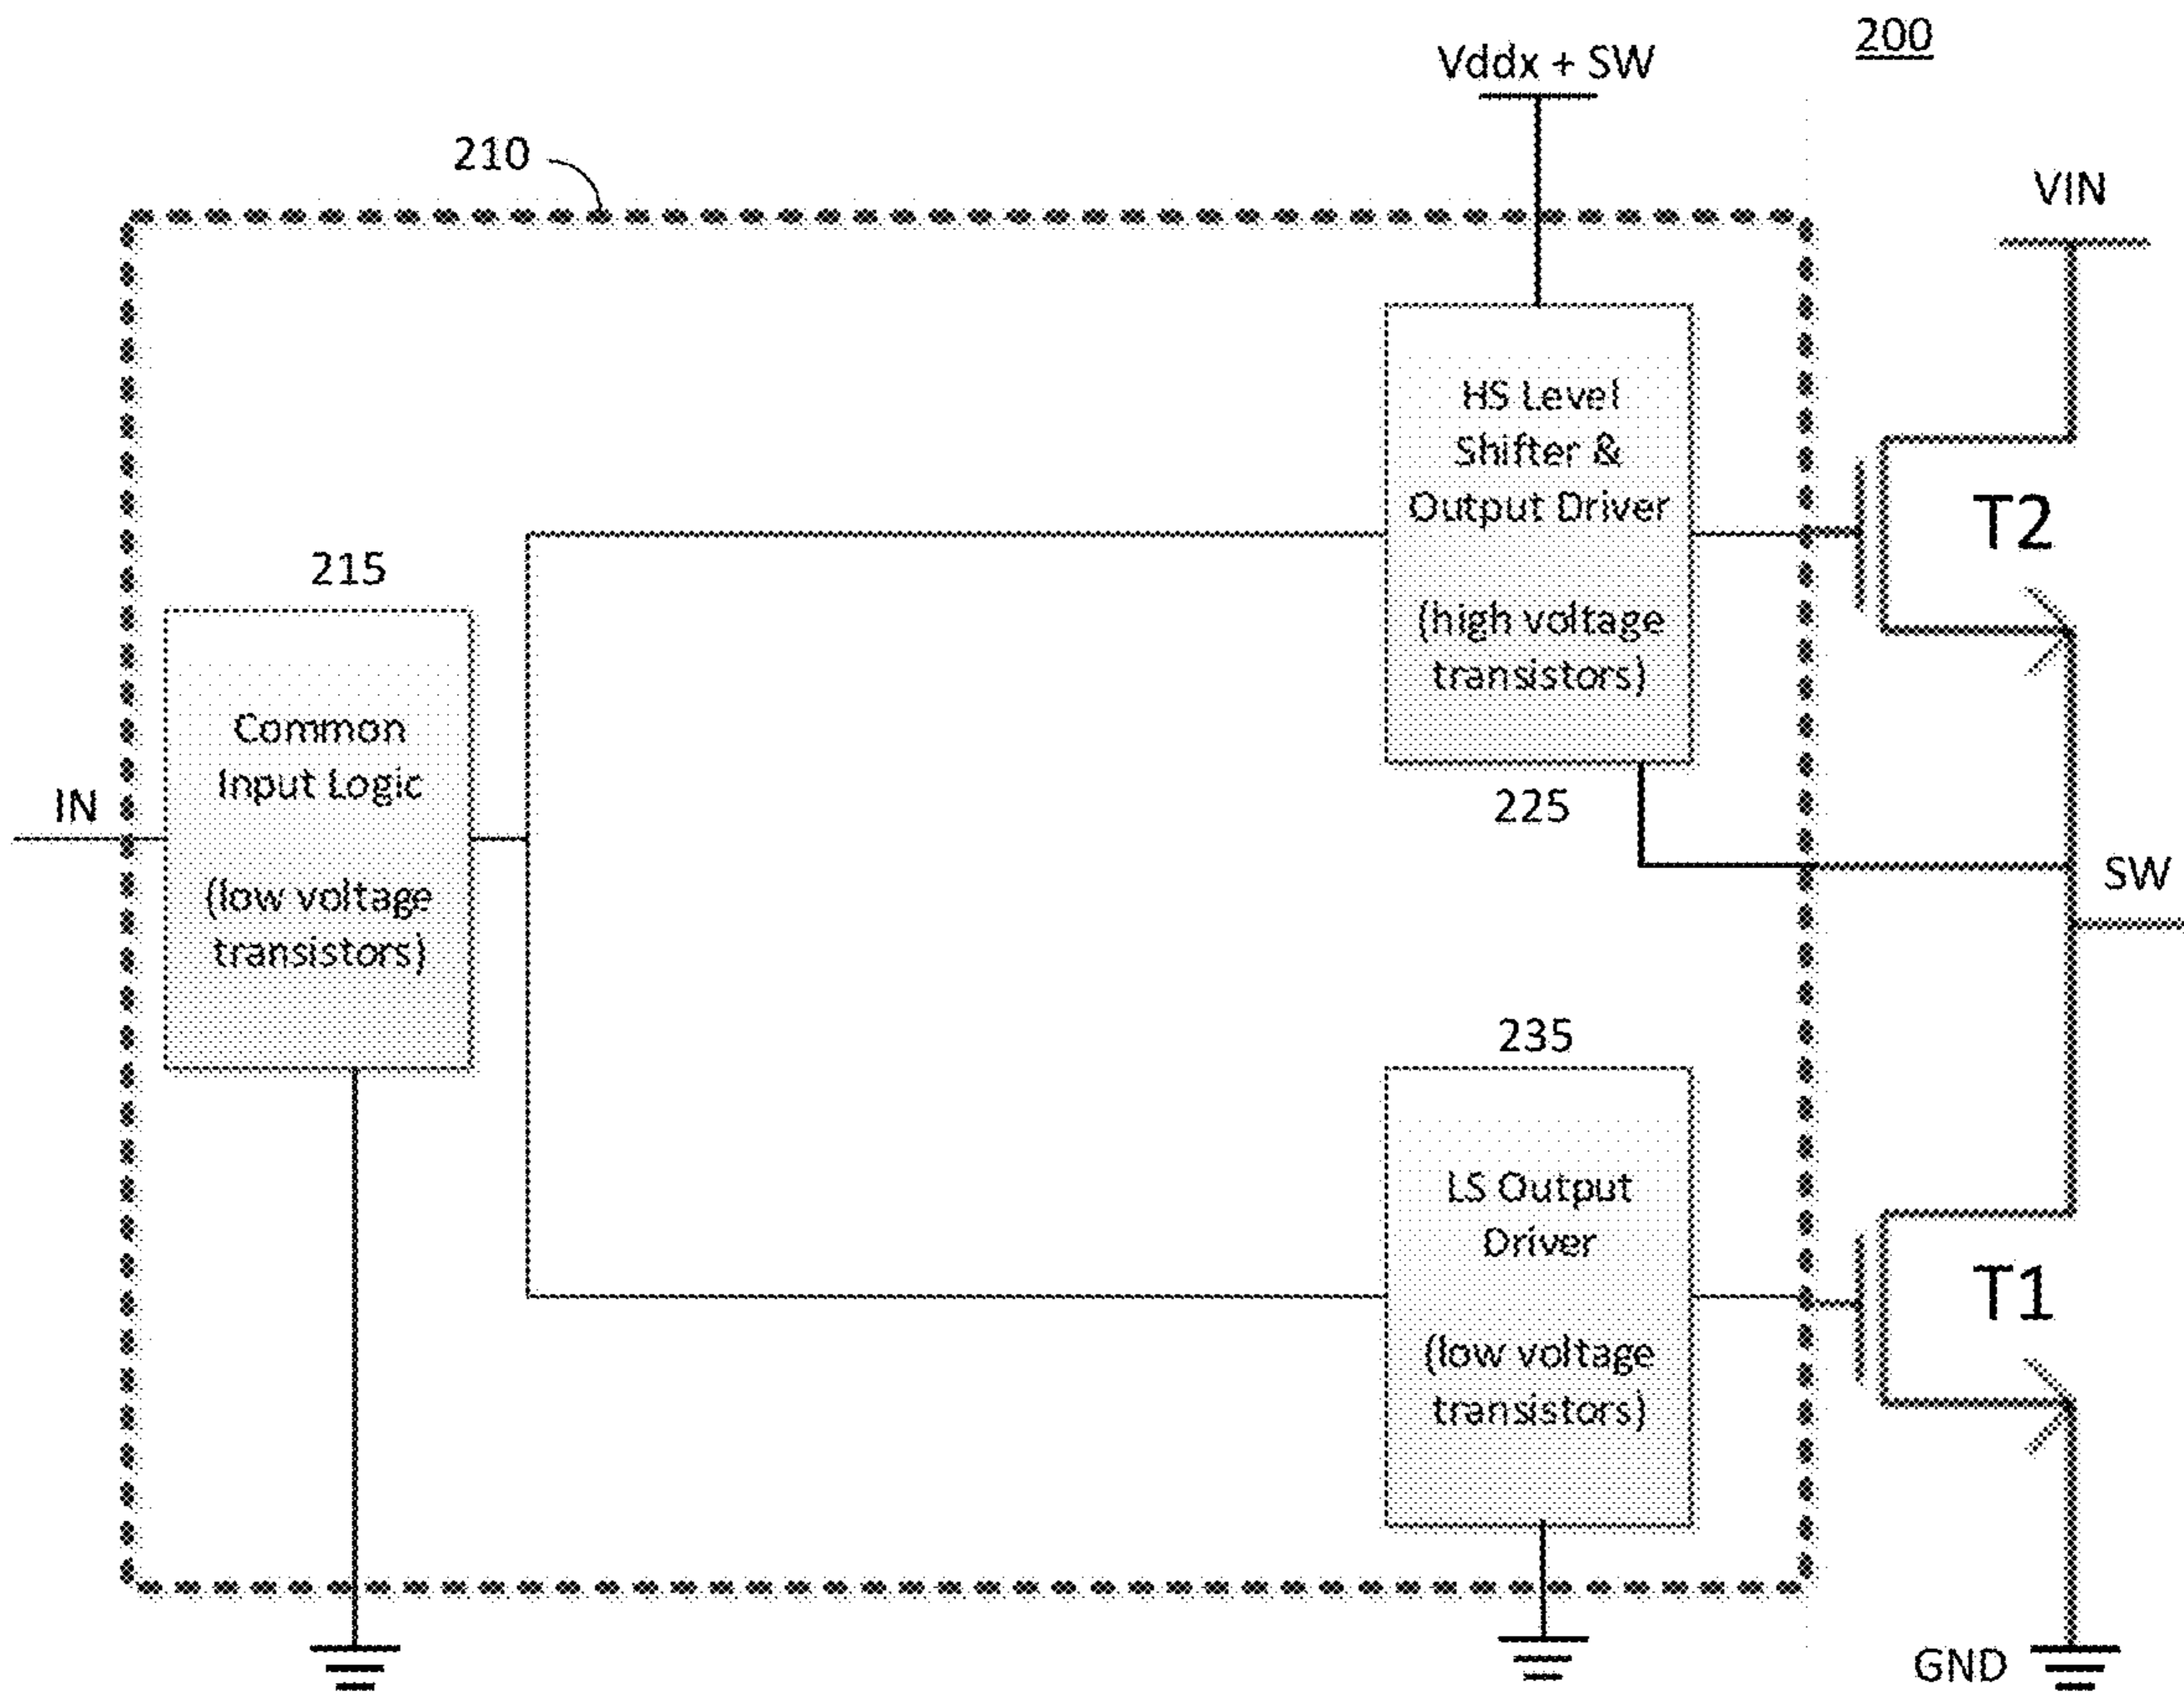 200
Vddx + SW
210
VIN
HS Level
Shifter &
Output Driver
(high voltage
transistors)
T2
215
Common
Input Logic
(low voltage
transistors)
IN
225
SW
235
LS Output
Driver
(low voltage
transistors)
T1
GND